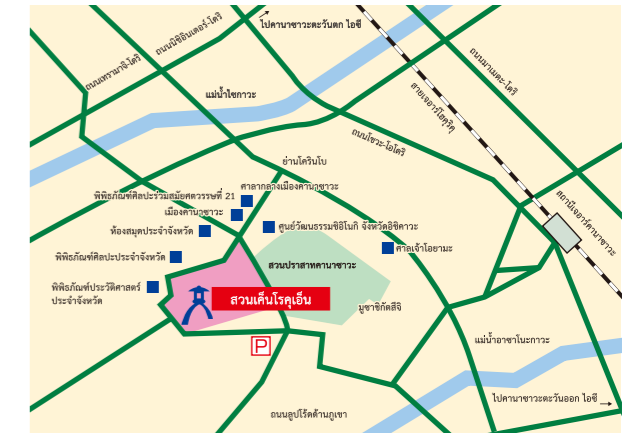 ไปคานาซาวะตะวันตก ไอซี
ถนนนิชิอินเตอร์-โดริ
ถนนเทรามาจิ-โดริ
ถนนมาเมดะ-โดริ
สายเจอาร์โฮคุริคุ
แม่น้ำไซกาวะ
ถนนโชวะ-โอโดริ
ย่านโครินโบ
ศาลากลางเมืองคานาซาวะ
พิพิธภัณฑ์ศิลปะร่วมสมัยศตวรรษที่ 21
เมืองคานาซาวะ
ห้องสมุดประจำจังหวัด
ศูนย์วัฒนธรรมชิอิโนกิ จังหวัดอิชิคาวะ
สถานีเจอาร์คานาซาวะ
ศาลเจ้าโอยามะ
พิพิธภัณฑ์ศิลปะประจำจังหวัด
สวนปราสาทคานาซาวะ
พิพิธภัณฑ์ประวัติศาสตร์
ประจำจังหวัด
สวนเค็นโรคุเอ็น
มูซาชิกัตสึจิ
P
แม่น้ำอาซาโนะกาวะ
ไปคานาซาวะตะวันออก ไอซี
ถนนลูปโร้ดด้านภูเขา